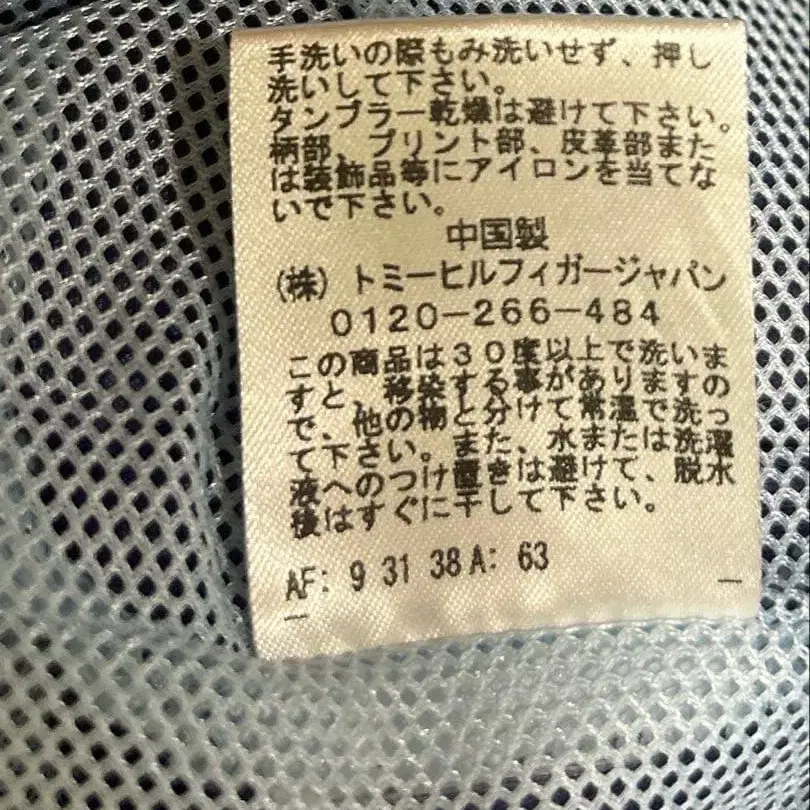 手洗いの際もみ洗いせず、押し
洗いして下さい。
タンブラー乾燥は避けて下さい。
柄部、プリント部、皮革部また
は装飾品等にアイロンを当てな
いで下さい。
中国製
(株)トミーヒルフィガージャパン
0120-266-484
この商品は30度以上で洗いま
すと、移染する事がありますの
で、他の物と分けて常温で洗っ
て下さい。また、水または洗濯
液へのつけ置きは避けて、脱水
後はすぐに干して下さい。
AF: 9 31 38 A: 63